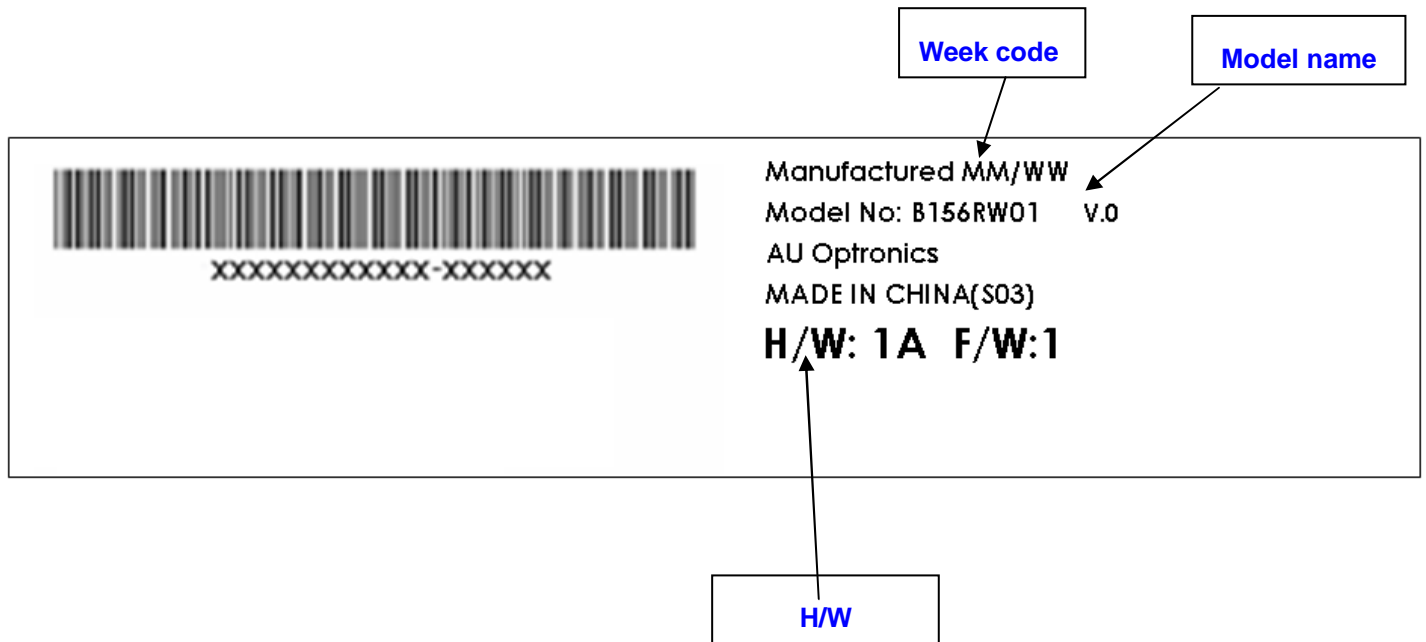 Week code
Model name
Manufactured MM/WW
Model No: B156RW01 V.0
AU Optronics
MADE IN CHINA(S03)
H/W: 1A F/W:1
XXXXXXXXXXXX-XXXXXX
H/W